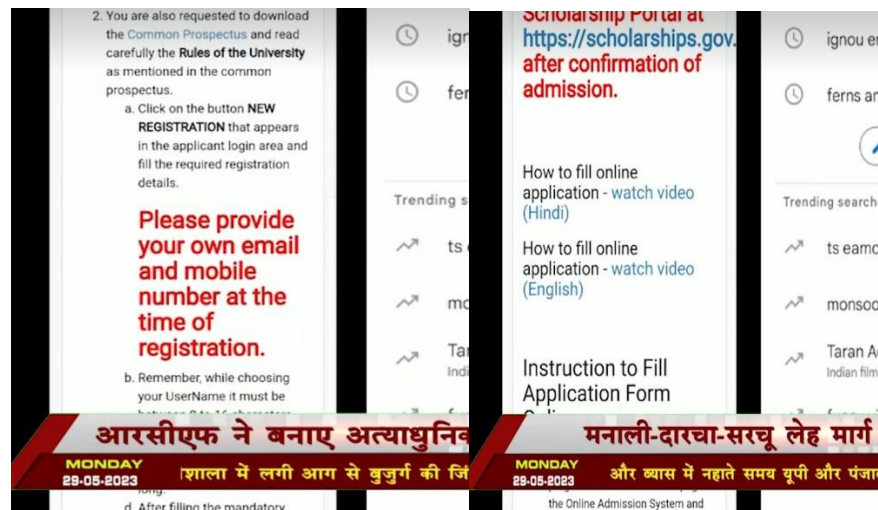 2. You are also requested to download
the Common Prospectus and read
carefully the Rules of the University
as mentioned in the common
prospectus.
a. Click on the button NEW
REGISTRATION that appears
in the applicant login area and
fill the required registration
details.
Please provide
your own email
and mobile
number at the
time of
registration.
b. Remember, while choosing
your UserName it must be
आरसीएफ ने बनाए
MONDAY
29-05-2023
में लगी आग से बुजुर्ग की
long.
d. After filling the mandatory
Trending
ts
Scholarship Portal at
https://scholarships.gov.
after confirmation of
admission.
How to fill online
application - watch video
(Hindi)
How to fill online
application - watch video
(English)
Instruction to Fill
Application Form
मनाली-दारचा-सरचू लेह मार्ग
MONDAY
29-05-2023
और ब्यास में नहाते समय यूपी और
the Online Admission System and
ignou
ferns
Trending
ts
Taran
Indian film